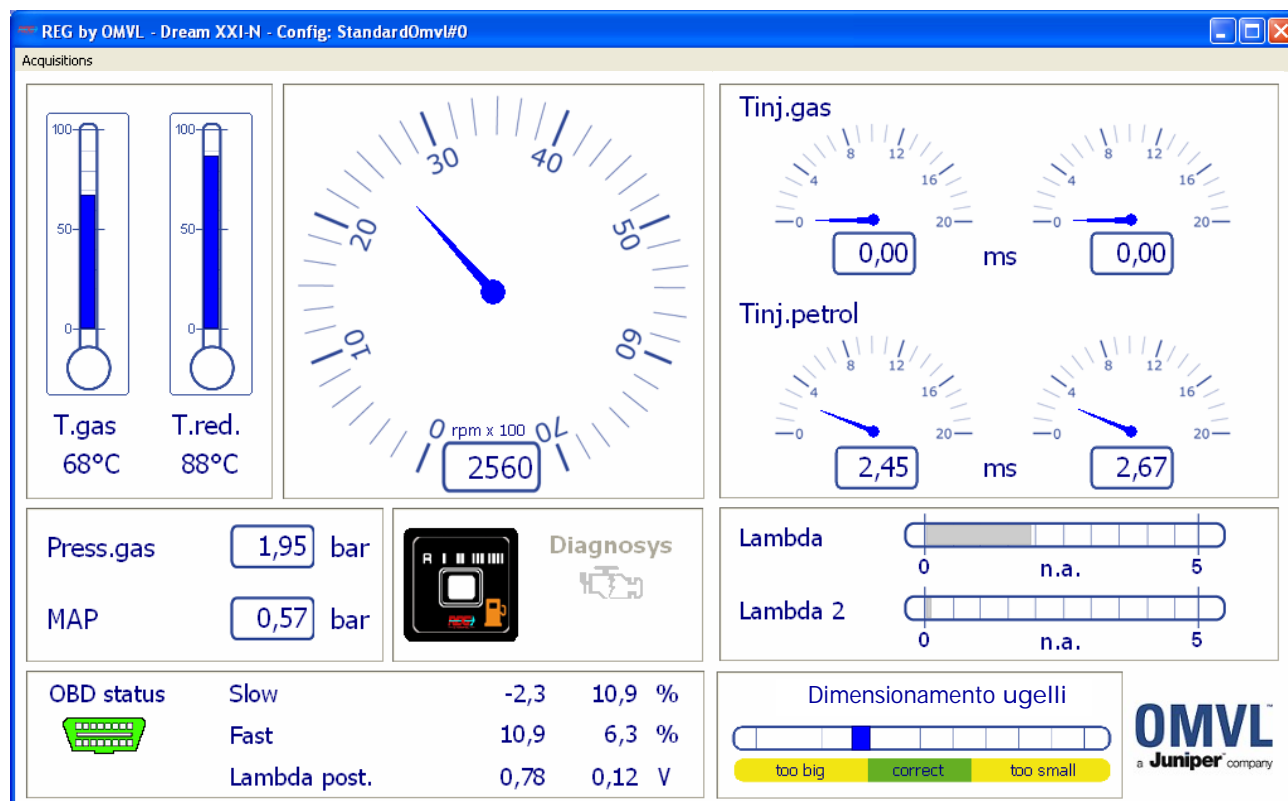 REG by OMVL - Dream XXI-N - Config: StandardOmvl#0
Acquisitions
100
50
0
T.gas
68°C
100
50
0
T.red.
88°C
0
10
20
30
40
50
60
70
rpm x 100
2560
Tinj.gas
0 4 8 12 16 20
0 4 8 12 16 20
0,00 ms 0,00
Tinj.petrol
0 4 8 12 16 20
0 4 8 12 16 20
2,45 ms 2,67
Press.gas 1,95 bar
MAP 0,57 bar
R
REG
Diagnosys
Lambda
0 n.a. 5
Lambda 2
0 n.a. 5
OBD status
Slow -2,3 10,9 %
Fast 10,9 6,3 %
Lambda post. 0,78 0,12 V
Dimensionamento ugelli
too big correct too small
OMVL™
a Juniper company